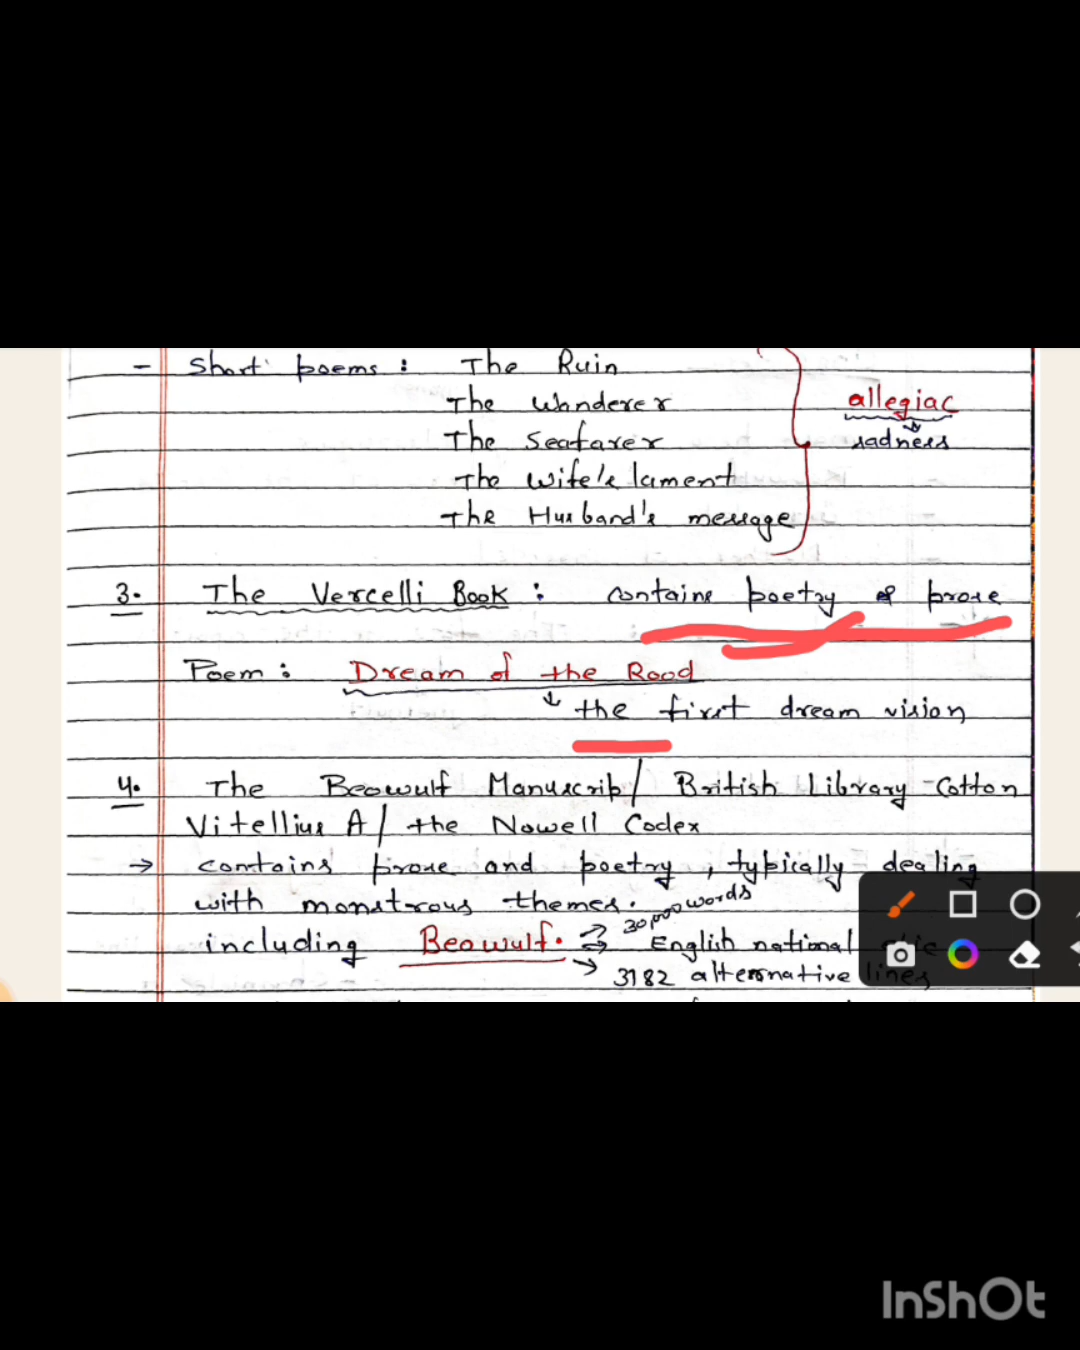 - Short poems : The Ruin
The Wanderer
allegiac
The Seafarer
sadness
The wife's lament
The Husband's message
3. The Vercelli Book : contains poetry & prose
Poem : Dream of the Rood
↓ the first dream vision
4. The Beowulf Manuscrip/ British Library -Cotton
Vitellius A/ the Nowell Codex
→ contains prose and poetry, typically dealing
with monstrous themes.
30,000 words
including Beowulf. → English national epic
→ 3182 alternative lines
InShOt